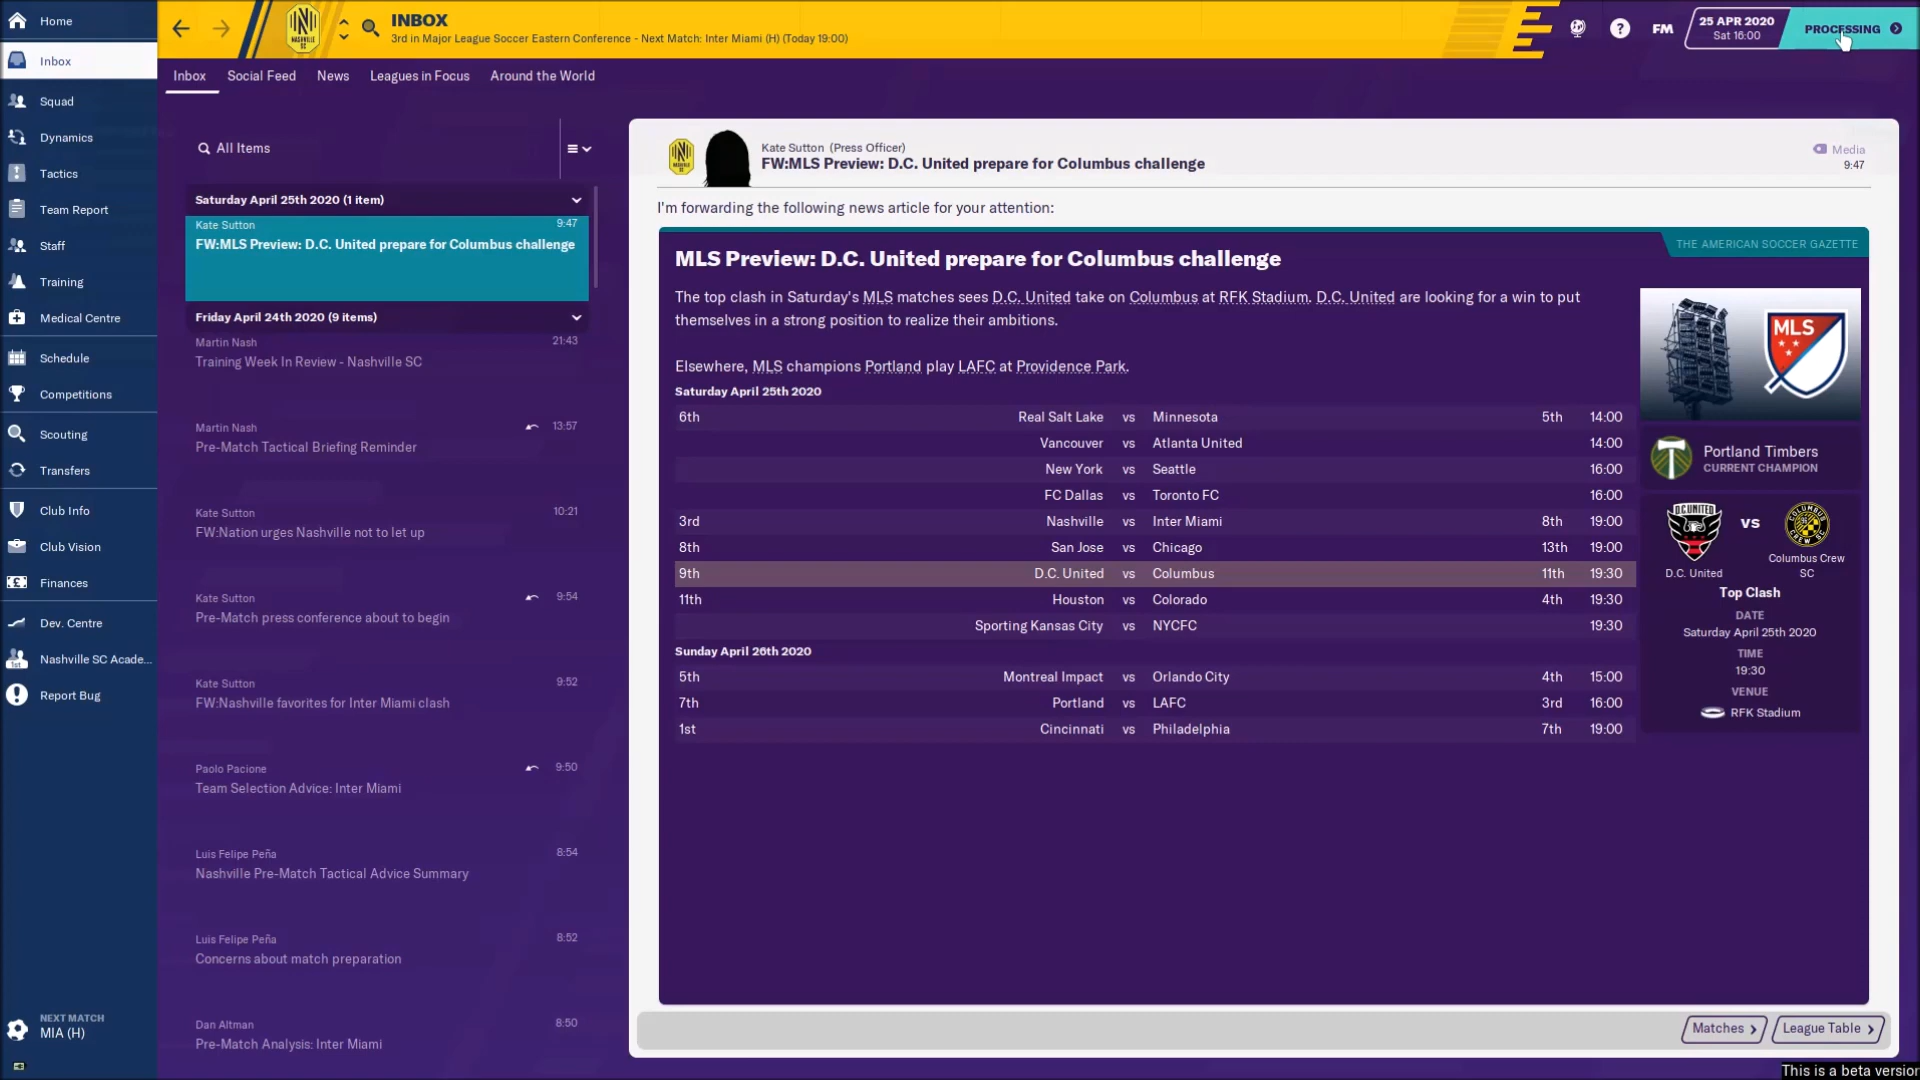 Home
Inbox
Squad
Dynamics
Tactics
Team Report
Staff
Training
Medical Centre
Schedule
Competitions
Scouting
Transfers
Club Info
Club Vision
Finances
Dev. Centre
Nashville SC Acade...
Report Bug
NEXT MATCH
MIA (H)
INBOX
3rd in Major League Soccer Eastern Conference - Next Match: Inter Miami (H) (Today 19:00)
FM
25 APR 2020
Sat 16:00
PROCESSING
Inbox Social Feed News Leagues in Focus Around the World
All Items
Saturday April 25th 2020 (1 item)
Kate Sutton 9:47
FW:MLS Preview: D.C. United prepare for Columbus challenge
Friday April 24th 2020 (9 items)
Martin Nash 21:43
Training Week In Review - Nashville SC
Martin Nash 13:57
Pre-Match Tactical Briefing Reminder
Kate Sutton 10:21
FW:Nation urges Nashville not to let up
Kate Sutton 9:54
Pre-Match press conference about to begin
Kate Sutton 9:52
FW:Nashville favorites for Inter Miami clash
Paolo Pacione 9:50
Team Selection Advice: Inter Miami
Luis Felipe Peña 8:54
Nashville Pre-Match Tactical Advice Summary
Luis Felipe Peña 8:52
Concerns about match preparation
Dan Altman 8:50
Pre-Match Analysis: Inter Miami
Kate Sutton (Press Officer)
FW:MLS Preview: D.C. United prepare for Columbus challenge
Media
9:47
I'm forwarding the following news article for your attention:
THE AMERICAN SOCCER GAZETTE
MLS Preview: D.C. United prepare for Columbus challenge
The top clash in Saturday's MLS matches sees D.C. United take on Columbus at RFK Stadium. D.C. United are looking for a win to put
themselves in a strong position to realize their ambitions.
Elsewhere, MLS champions Portland play LAFC at Providence Park.
Saturday April 25th 2020
6th Real Salt Lake vs Minnesota 5th 14:00
Vancouver vs Atlanta United 14:00
New York vs Seattle 16:00
FC Dallas vs Toronto FC 16:00
3rd Nashville vs Inter Miami 8th 19:00
8th San Jose vs Chicago 13th 19:00
9th D.C. United vs Columbus 11th 19:30
11th Houston vs Colorado 4th 19:30
Sporting Kansas City vs NYCFC 19:30
Sunday April 26th 2020
5th Montreal Impact vs Orlando City 4th 15:00
7th Portland vs LAFC 3rd 16:00
1st Cincinnati vs Philadelphia 7th 19:00
MLS
Portland Timbers
CURRENT CHAMPION
vs
D.C. United
Columbus Crew
SC
Top Clash
DATE
Saturday April 25th 2020
TIME
19:30
VENUE
RFK Stadium
Matches
League Table
This is a beta version